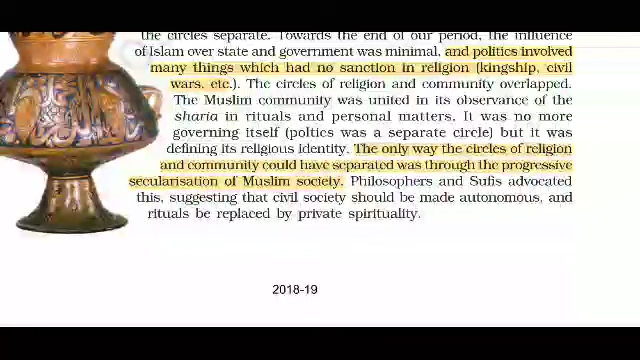 the circles separate. Towards the end of our period, the influence
of Islam over state and government was minimal, and politics involved
many things which had no sanction in religion (kingship, civil
wars, etc.). The circles of religion and community overlapped.
The Muslim community was united in its observance of the
sharia in rituals and personal matters. It was no more
governing itself (poltics was a separate circle) but it was
defining its religious identity. The only way the circles of religion
and community could have separated was through the progressive
secularisation of Muslim society. Philosophers and Sufis advocated
this, suggesting that civil society should be made autonomous, and
rituals be replaced by private spirituality.
2018-19